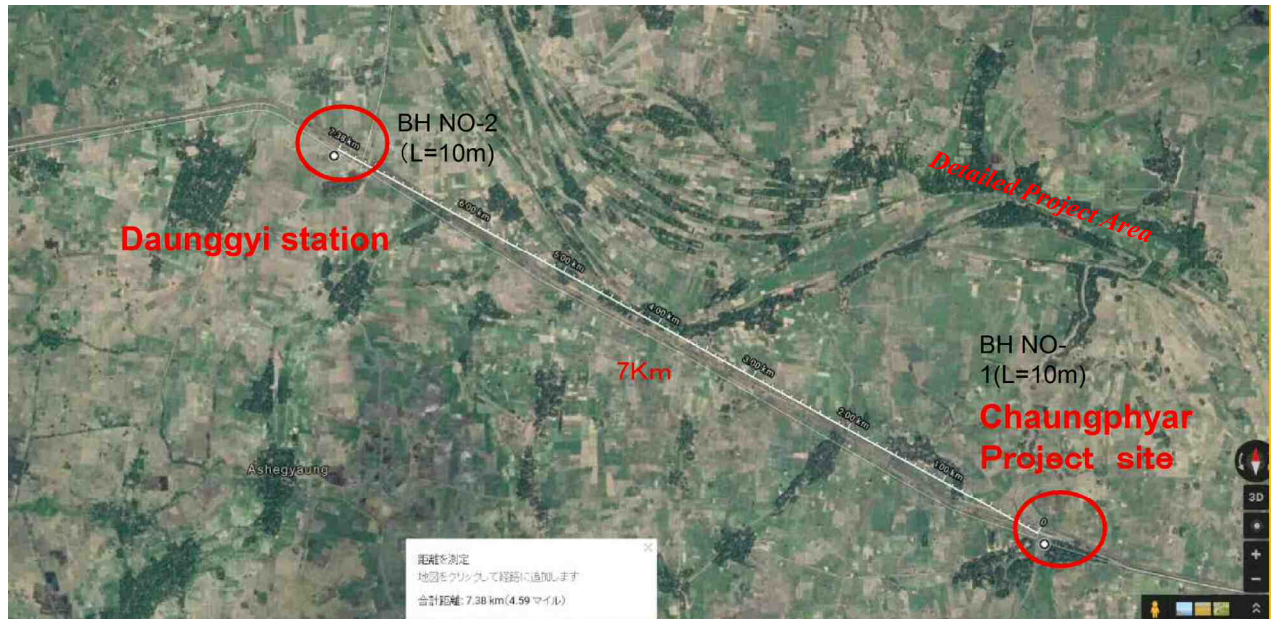 BH NO-2
(L=10m)
7.38 km
Detailed Project Area
Daunggyi station
6.00 km
5.00 km
4.00 km
3.00 km
2.00 km
1.00 km
0
7Km
BH NO-
1(L=10m)
Chaungphyar
Project site
Ashegyaung
3D
距離を測定
地図をクリックして経路に追加します
合計距離: 7.38 km(4.59 マイル)